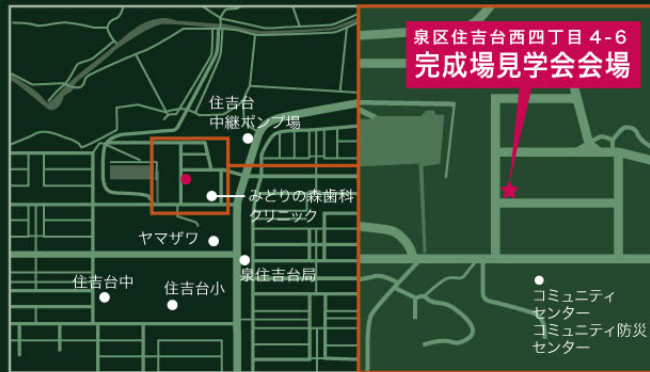 住吉台
中継ポンプ場
みどりの森歯科
クリニック
ヤマザワ
泉住吉台局
住吉台中
住吉台小
泉区住吉台西四丁目 4-6
完成場見学会会場
コミュニティ
センター
コミュニティ防災
センター